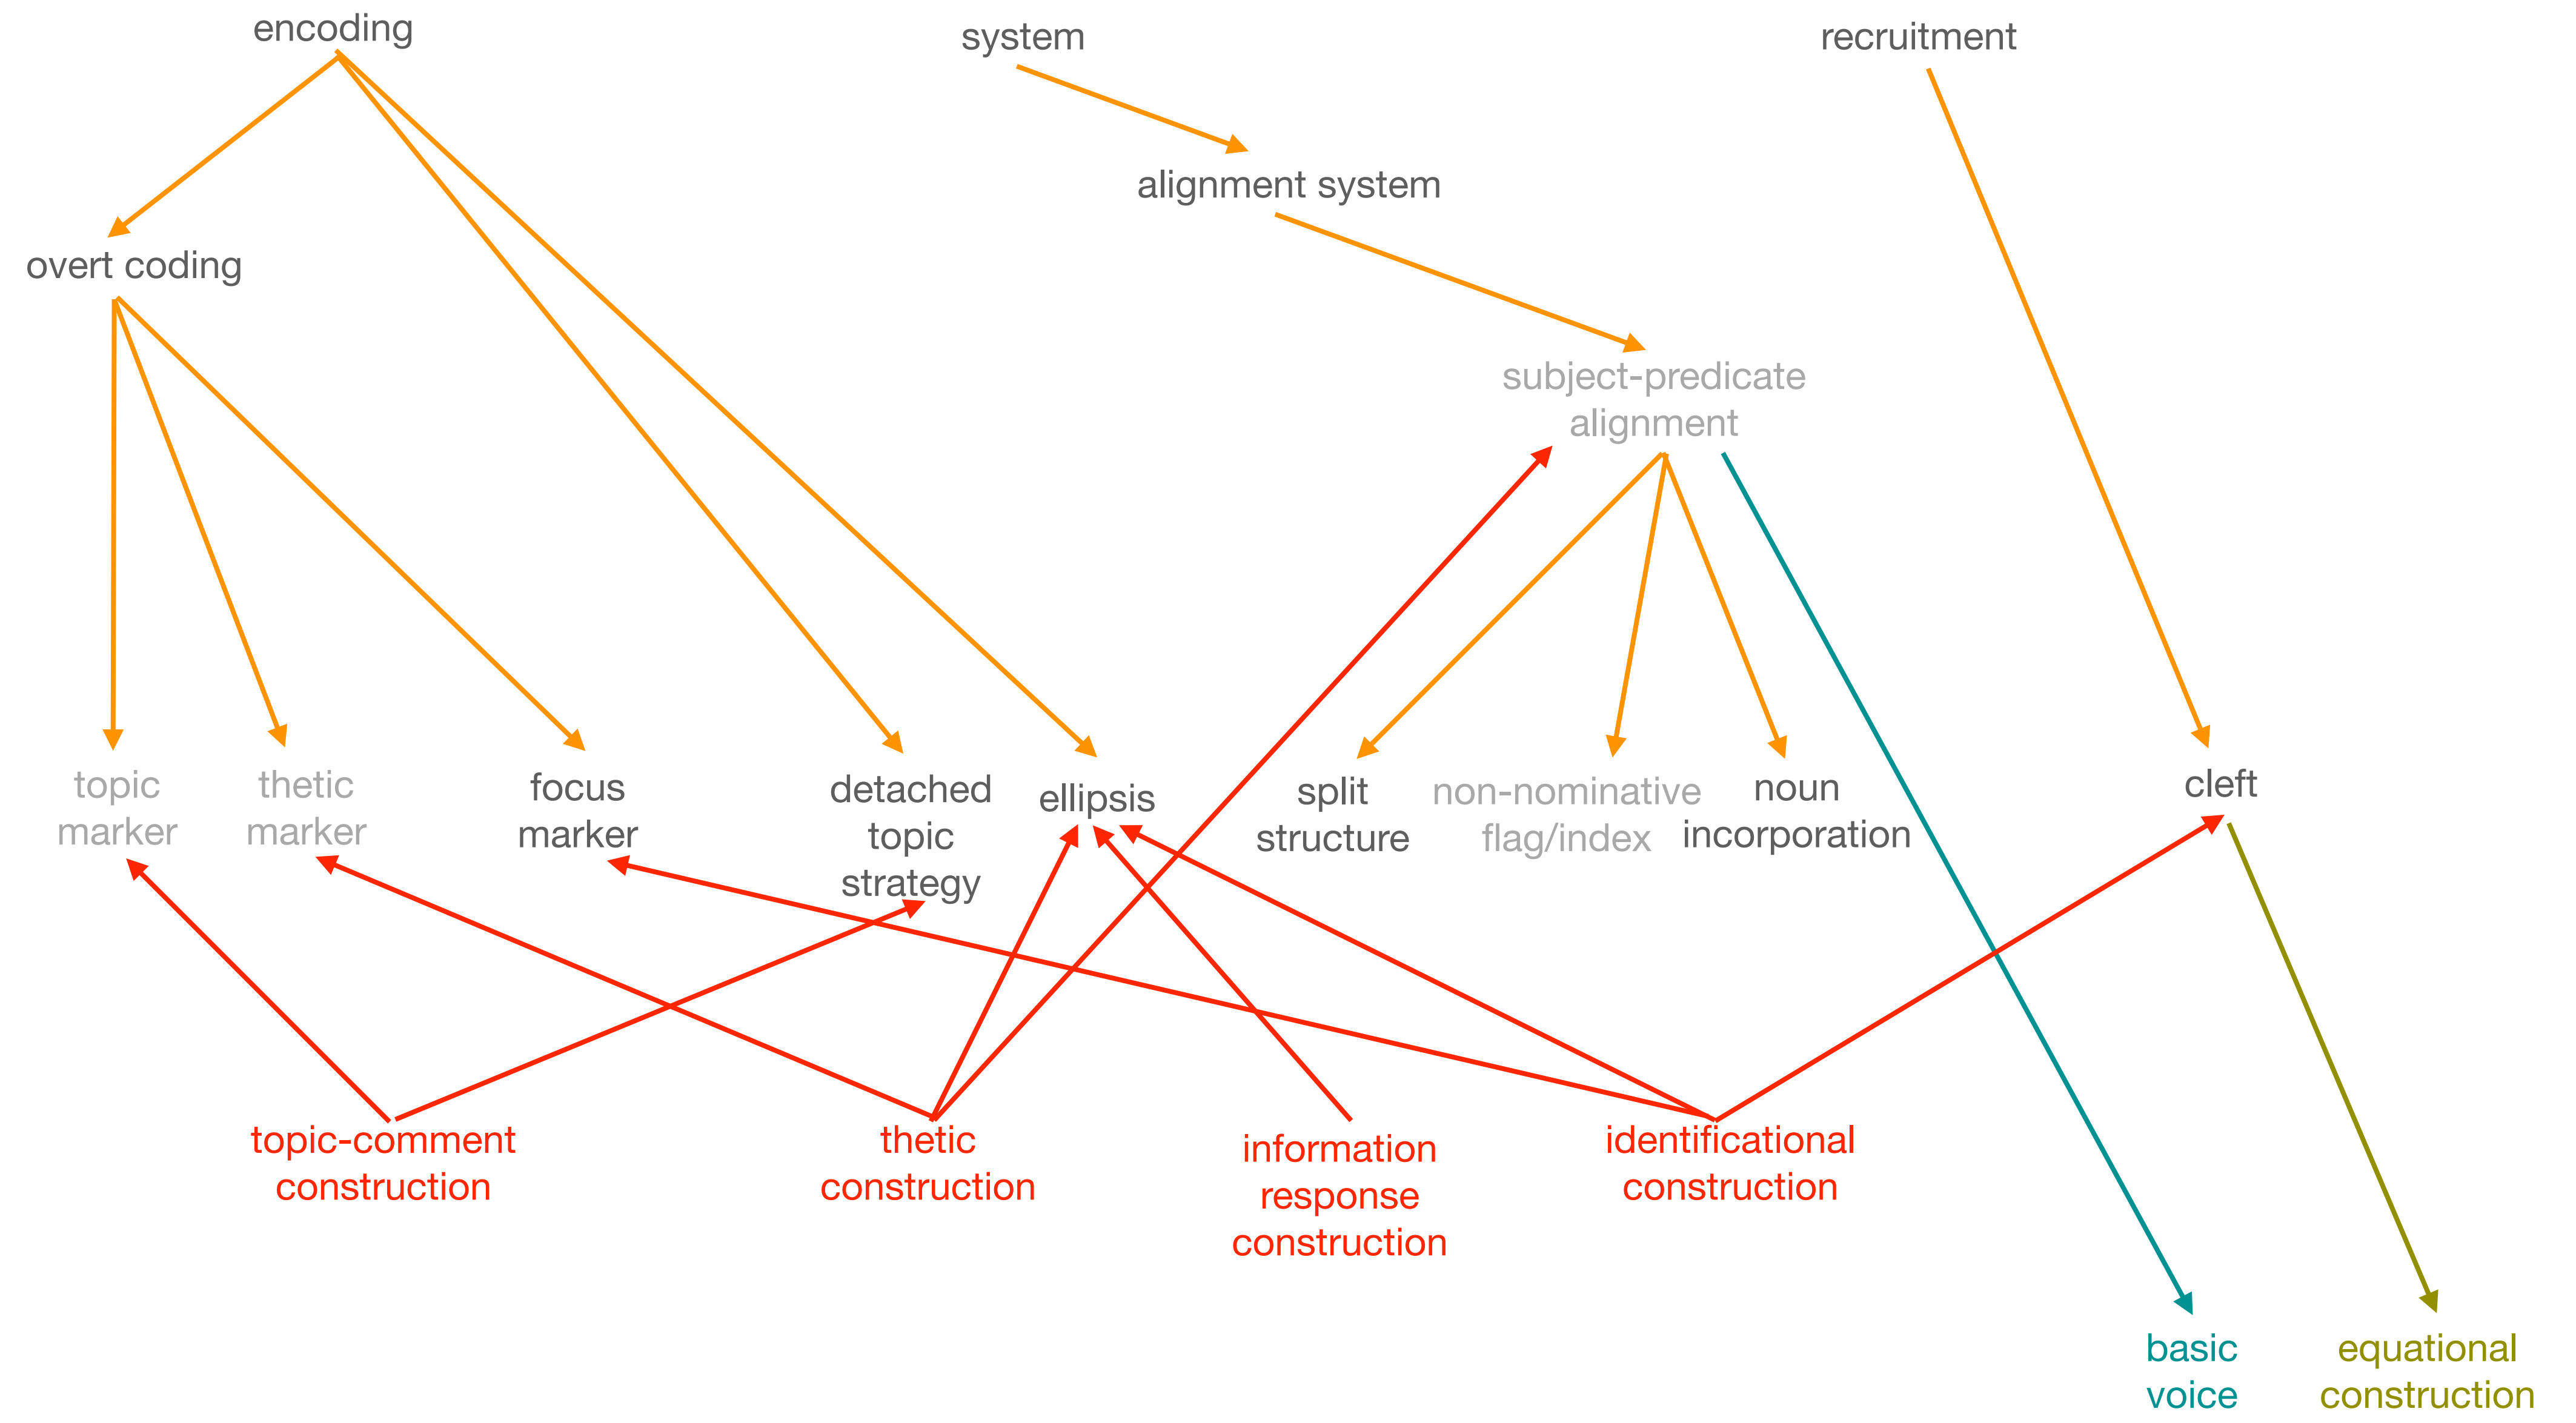 encoding
system
recruitment
alignment system
overt coding
subject-predicate
alignment
topic
marker
thetic
marker
focus
marker
detached
topic
strategy
ellipsis
split
structure
non-nominative
flag/index
noun
incorporation
cleft
topic-comment
construction
thetic
construction
information
response
construction
identificational
construction
basic
voice
equational
construction